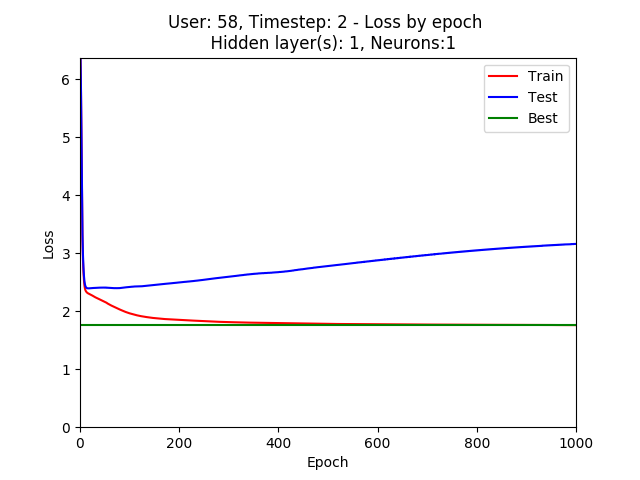 User: 58, Timestep: 2 - Loss by epoch
Hidden layer(s): 1, Neurons:1
Train
Test
Best
6
5
4
3
2
1
0
Loss
0 200 400 600 800 1000
Epoch